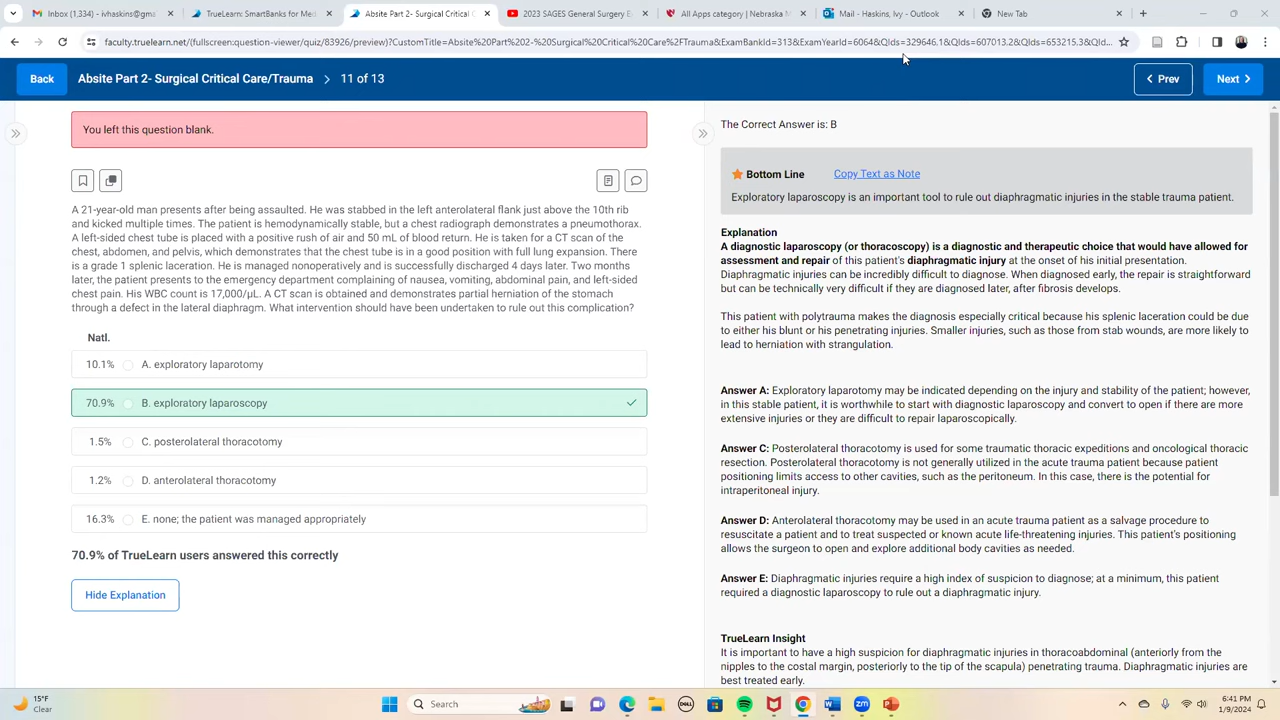 Inbox (1,334) - ivhaskins@gma
TrueLearn: SmartBanks for Med
Absite Part 2- Surgical Critical C
2023 SAGES General Surgery E
All Apps category | Nebraska M
Mail - Haskins, Ivy - Outlook
New Tab
faculty.truelearn.net/(fullscreen:question-viewer/quiz/83926/preview)?CustomTitle=Absite%20Part%202-%20Surgical%20Critical%20Care%2FTrauma&ExamBankId=313&ExamYearId=6064&QIds=329646.1&QIds=607013.2&QIds=653215.3&QIds=...
Back
Absite Part 2- Surgical Critical Care/Trauma
11 of 13
Prev
Next
You left this question blank.
A 21-year-old man presents after being assaulted. He was stabbed in the left anterolateral flank just above the 10th rib
and kicked multiple times. The patient is hemodynamically stable, but a chest radiograph demonstrates a pneumothorax.
A left-sided chest tube is placed with a positive rush of air and 50 mL of blood return. He is taken for a CT scan of the
chest, abdomen, and pelvis, which demonstrates that the chest tube is in a good position with full lung expansion. There
is a grade 1 splenic laceration. He is managed nonoperatively and is successfully discharged 4 days later. Two months
later, the patient presents to the emergency department complaining of nausea, vomiting, abdominal pain, and left-sided
chest pain. His WBC count is 17,000/μL. A CT scan is obtained and demonstrates partial herniation of the stomach
through a defect in the lateral diaphragm. What intervention should have been undertaken to rule out this complication?
Natl.
10.1% A. exploratory laparotomy
70.9% B. exploratory laparoscopy
1.5% C. posterolateral thoracotomy
1.2% D. anterolateral thoracotomy
16.3% E. none; the patient was managed appropriately
70.9% of TrueLearn users answered this correctly
Hide Explanation
The Correct Answer is: B
Bottom Line Copy Text as Note
Exploratory laparoscopy is an important tool to rule out diaphragmatic injuries in the stable trauma patient.
Explanation
A diagnostic laparoscopy (or thoracoscopy) is a diagnostic and therapeutic choice that would have allowed for
assessment and repair of this patient's diaphragmatic injury at the onset of his initial presentation.
Diaphragmatic injuries can be incredibly difficult to diagnose. When diagnosed early, the repair is straightforward
but can be technically very difficult if they are diagnosed later, after fibrosis develops.
This patient with polytrauma makes the diagnosis especially critical because his splenic laceration could be due
to either his blunt or his penetrating injuries. Smaller injuries, such as those from stab wounds, are more likely to
lead to herniation with strangulation.
Answer A: Exploratory laparotomy may be indicated depending on the injury and stability of the patient; however,
in this stable patient, it is worthwhile to start with diagnostic laparoscopy and convert to open if there are more
extensive injuries or they are difficult to repair laparoscopically.
Answer C: Posterolateral thoracotomy is used for some traumatic thoracic expeditions and oncological thoracic
resection. Posterolateral thoracotomy is not generally utilized in the acute trauma patient because patient
positioning limits access to other cavities, such as the peritoneum. In this case, there is the potential for
intraperitoneal injury.
Answer D: Anterolateral thoracotomy may be used in an acute trauma patient as a salvage procedure to
resuscitate a patient and to treat suspected or known acute life-threatening injuries. This patient's positioning
allows the surgeon to open and explore additional body cavities as needed.
Answer E: Diaphragmatic injuries require a high index of suspicion to diagnose; at a minimum, this patient
required a diagnostic laparoscopy to rule out a diaphragmatic injury.
TrueLearn Insight
It is important to have a high suspicion for diaphragmatic injuries in thoracoabdominal (anteriorly from the
nipples to the costal margin, posteriorly to the tip of the scapula) penetrating trauma. Diaphragmatic injuries are
best treated early.
15°F
Clear
Search
DELL
zm
6:41 PM
1/9/2024